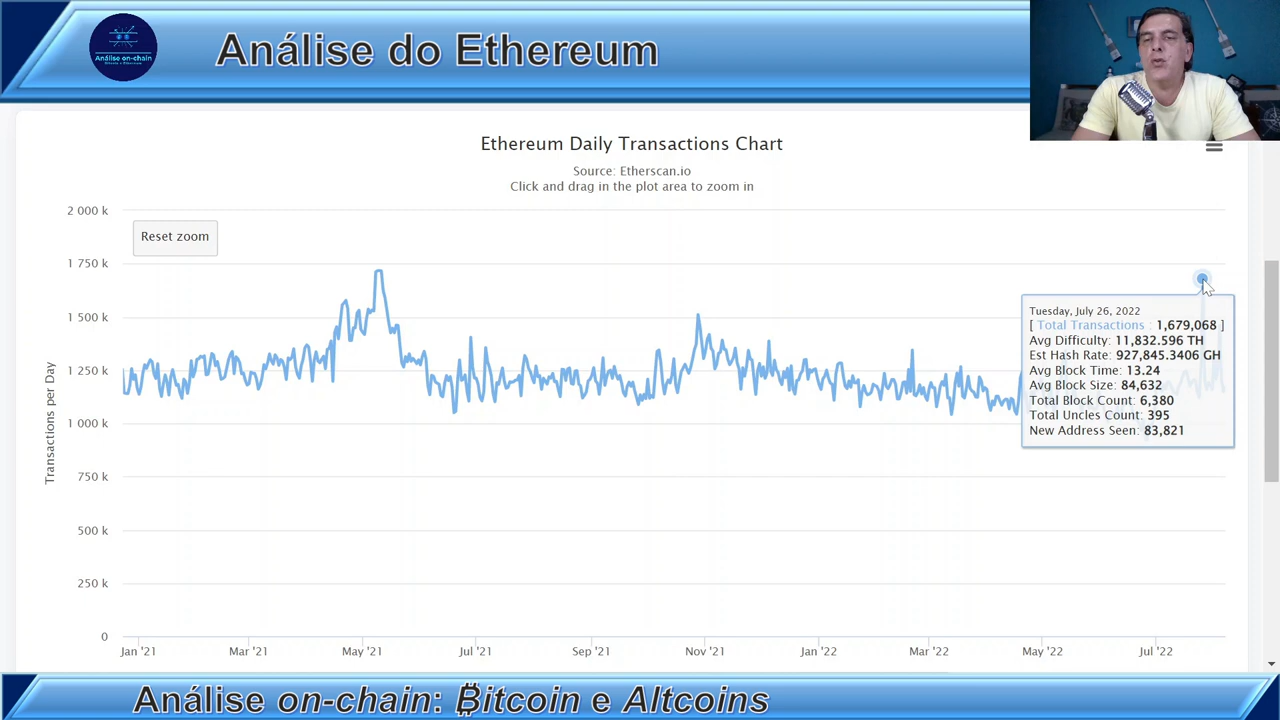 Análise on-chain
Bitcoin e Ethereum
Análise do Ethereum
Ethereum Daily Transactions Chart
Source: Etherscan.io
Click and drag in the plot area to zoom in
Reset zoom
Transactions per Day
2 000 k
1 750 k
1 500 k
1 250 k
1 000 k
750 k
500 k
250 k
0
Tuesday, July 26, 2022
[ Total Transactions : 1,679,068 ]
Avg Difficulty: 11,832.596 TH
Est Hash Rate: 927,845.3406 GH
Avg Block Time: 13.24
Avg Block Size: 84,632
Total Block Count: 6,380
Total Uncles Count: 395
New Address Seen: 83,821
Jan '21 Mar '21 May '21 Jul '21 Sep '21 Nov '21 Jan '22 Mar '22 May '22 Jul '22
Análise on-chain: ₿itcoin e Altcoins